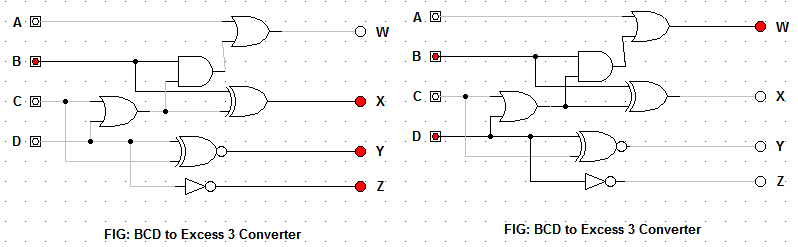 A
W
B
X
C
D
Y
Z
FIG: BCD to Excess 3 Converter
A
W
B
C
X
D
Y
Z
FIG: BCD to Excess 3 Converter